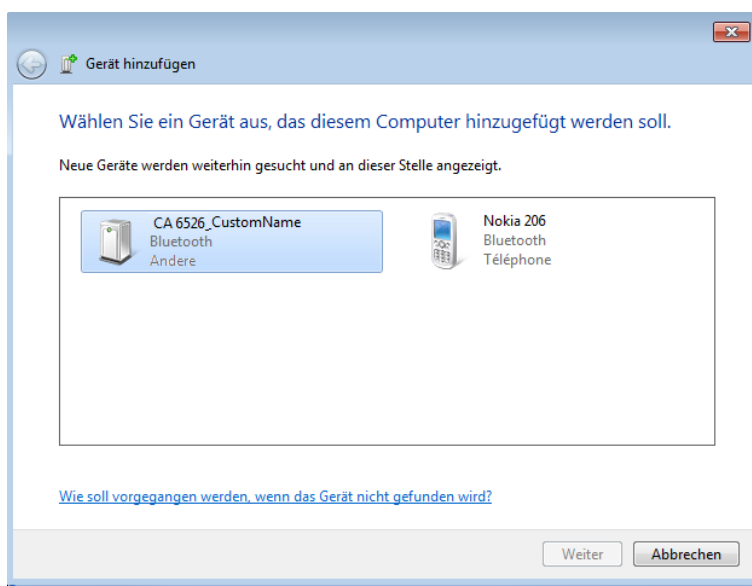 Gerät hinzufügen
Wählen Sie ein Gerät aus, das diesem Computer hinzugefügt werden soll.
Neue Geräte werden weiterhin gesucht und an dieser Stelle angezeigt.
CA 6526_CustomName
Bluetooth
Andere
Nokia 206
Bluetooth
Téléphone
Wie soll vorgegangen werden, wenn das Gerät nicht gefunden wird?
Weiter
Abbrechen